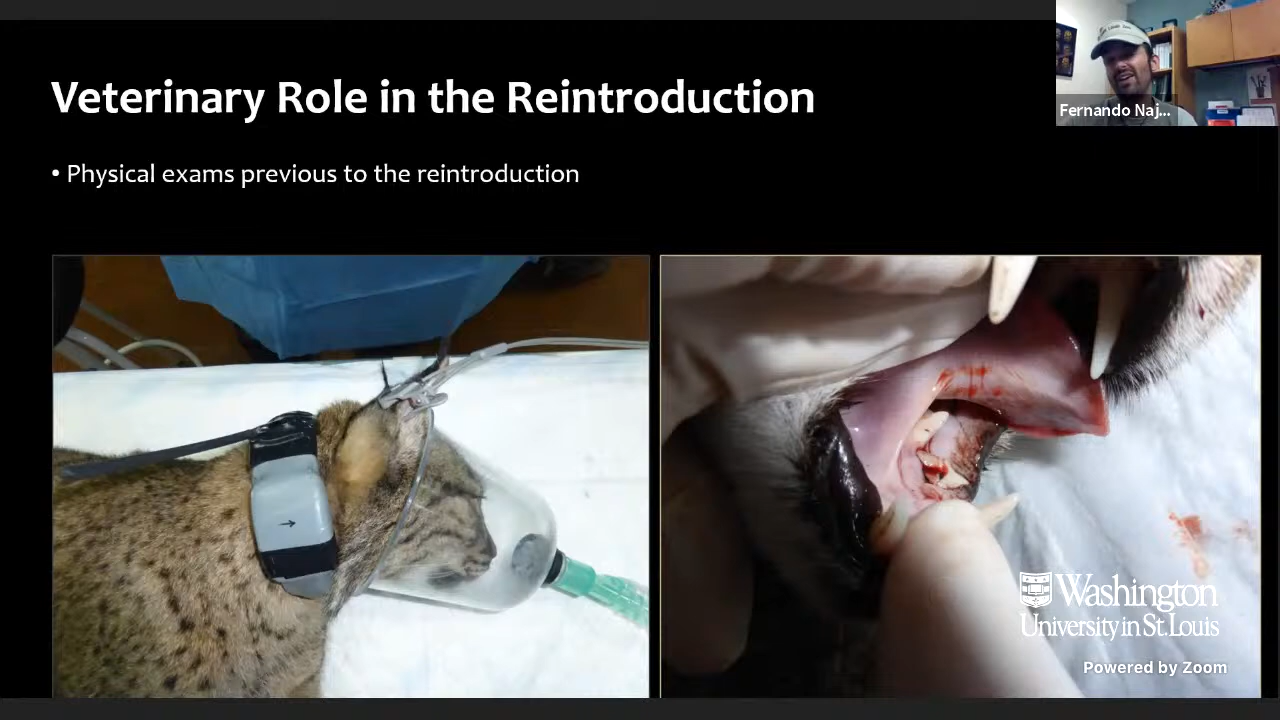 Veterinary Role in the Reintroduction
Fernando Naj...
• Physical exams previous to the reintroduction
Washington
University in St. Louis
Powered by Zoom